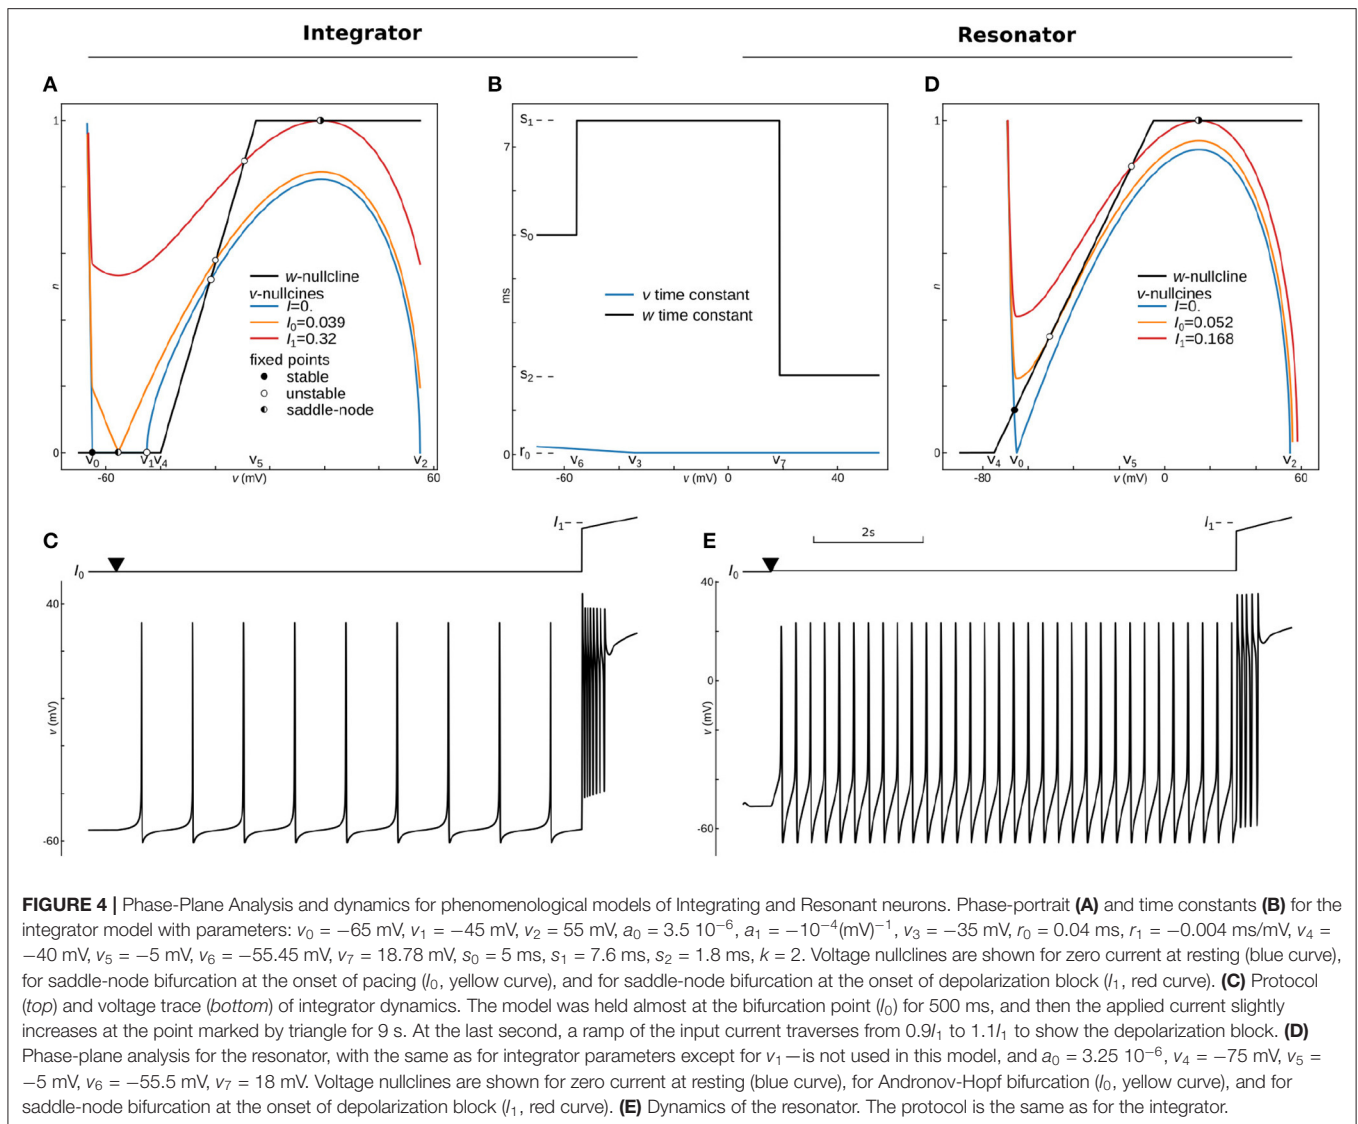 Integrator
Resonator
A
B
D
1
n
0
w-nullcline
v-nullcines
I=0.
I₀=0.039
I₁=0.32
fixed points
stable
unstable
saddle-node
v₀
v₁
v₄
v₅
v₂
-60
v (mV)
60
s₁
7
s₀
ms
v time constant
w time constant
s₂
r₀
0
v₆
v₃
v₇
-60
v (mV)
0
40
1
n
0
w-nullcline
v-nullcines
I=0.
I₀=0.052
I₁=0.168
v₄
v₀
v₅
v₂
-80
v (mV)
0
60
C
I₁
I₀
40
v (mV)
-60
E
2s
I₁
I₀
40
0
v (mV)
-60
FIGURE 4 | Phase-Plane Analysis and dynamics for phenomenological models of Integrating and Resonant neurons. Phase-portrait (A) and time constants (B) for the
integrator model with parameters: v₀ = −65 mV, v₁ = −45 mV, v₂ = 55 mV, a₀ = 3.5 10⁻⁶, a₁ = −10⁻⁴(mV)⁻¹, v₃ = −35 mV, r₀ = 0.04 ms, r₁ = −0.004 ms/mV, v₄ =
−40 mV, v₅ = −5 mV, v₆ = −55.45 mV, v₇ = 18.78 mV, s₀ = 5 ms, s₁ = 7.6 ms, s₂ = 1.8 ms, k = 2. Voltage nullclines are shown for zero current at resting (blue curve),
for saddle-node bifurcation at the onset of pacing (I₀, yellow curve), and for saddle-node bifurcation at the onset of depolarization block (I₁, red curve). (C) Protocol
(top) and voltage trace (bottom) of integrator dynamics. The model was held almost at the bifurcation point (I₀) for 500 ms, and then the applied current slightly
increases at the point marked by triangle for 9 s. At the last second, a ramp of the input current traverses from 0.9I₁ to 1.1I₁ to show the depolarization block. (D)
Phase-plane analysis for the resonator, with the same as for integrator parameters except for v₁—is not used in this model, and a₀ = 3.25 10⁻⁶, v₄ = −75 mV, v₅ =
−5 mV, v₆ = −55.5 mV, v₇ = 18 mV. Voltage nullclines are shown for zero current at resting (blue curve), for Andronov-Hopf bifurcation (I₀, yellow curve), and for
saddle-node bifurcation at the onset of depolarization block (I₁, red curve). (E) Dynamics of the resonator. The protocol is the same as for the integrator.